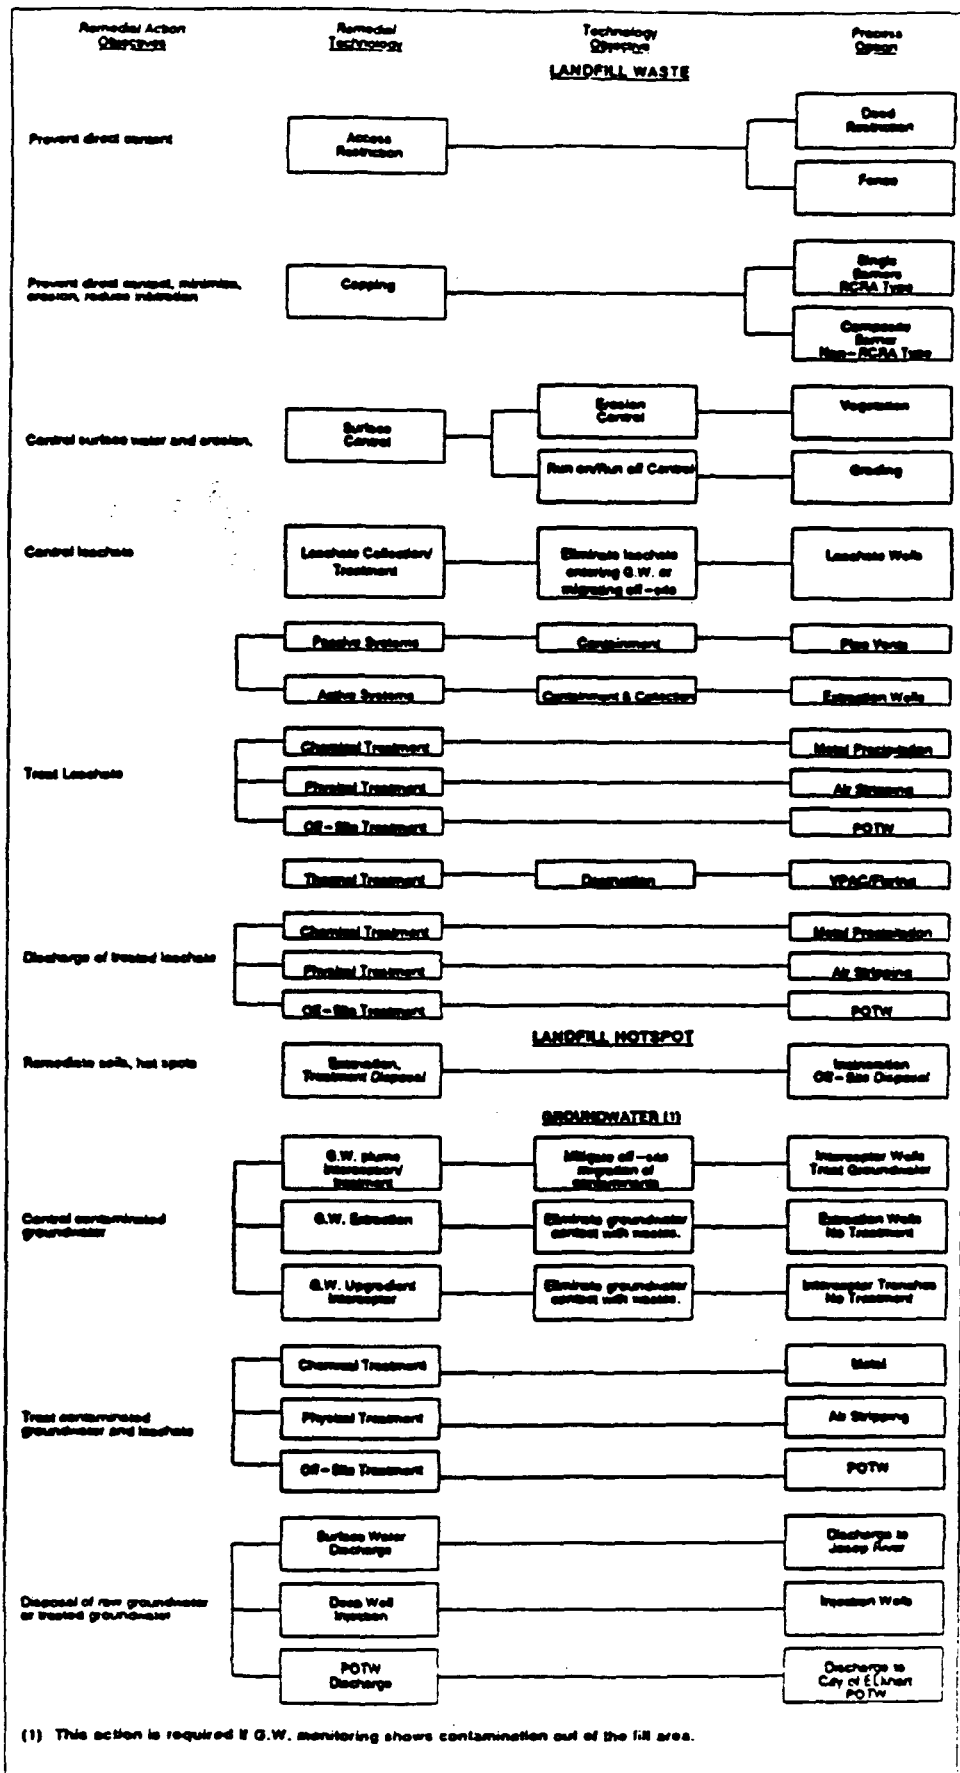 Remedial Action
Objectives
Remedial
Technology
Technology
Objective
Process
Option
LANDFILL WASTE
Prevent direct contact
Access
Restriction
Deed
Restriction
Fence
Prevent direct contact, minimize,
erosion, reduce infiltration
Capping
Single
Barriers
RCRA Type
Composite
Barrier
Non-RCRA Type
Control surface water and erosion.
Surface
Control
Erosion
Control
Vegetation
Run on/Run off Control
Grading
Control leachate
Leachate Collection/
Treatment
Eliminate leachate
entering G.W. or
migrating off-site
Leachate Wells
Passive Systems
Containment
Pipe Vents
Active Systems
Containment & Collection
Extraction Wells
Treat Leachate
Chemical Treatment
Metal Precipitation
Physical Treatment
Air Stripping
Off-Site Treatment
POTW
Thermal Treatment
Destruction
VPAC/Flaring
Discharge of treated leachate
Chemical Treatment
Metal Precipitation
Physical Treatment
Air Stripping
Off-Site Treatment
POTW
LANDFILL HOTSPOT
Remediate soils, hot spots
Excavation,
Treatment Disposal
Incineration
Off-Site Disposal
GROUNDWATER (1)
Control contaminated
groundwater
G.W. plume
Interception/
treatment
Mitigate off-site
migration of
contaminants
Interceptor Wells
Treat Groundwater
G.W. Extraction
Eliminate groundwater
contact with wastes.
Extraction Wells
No Treatment
G.W. Upgradient
Interceptor
Eliminate groundwater
contact with wastes.
Interceptor Trenches
No Treatment
Treat contaminated
groundwater and leachate
Chemical Treatment
Metal
Physical Treatment
Air Stripping
Off-Site Treatment
POTW
Disposal of raw groundwater
or treated groundwater
Surface Water
Discharge
Discharge to
River
Deep Well
Injection
Injection Wells
POTW
Discharge
Discharge to
City of Elkhart
POTW
(1) This action is required if G.W. monitoring shows contamination out of the fill area.